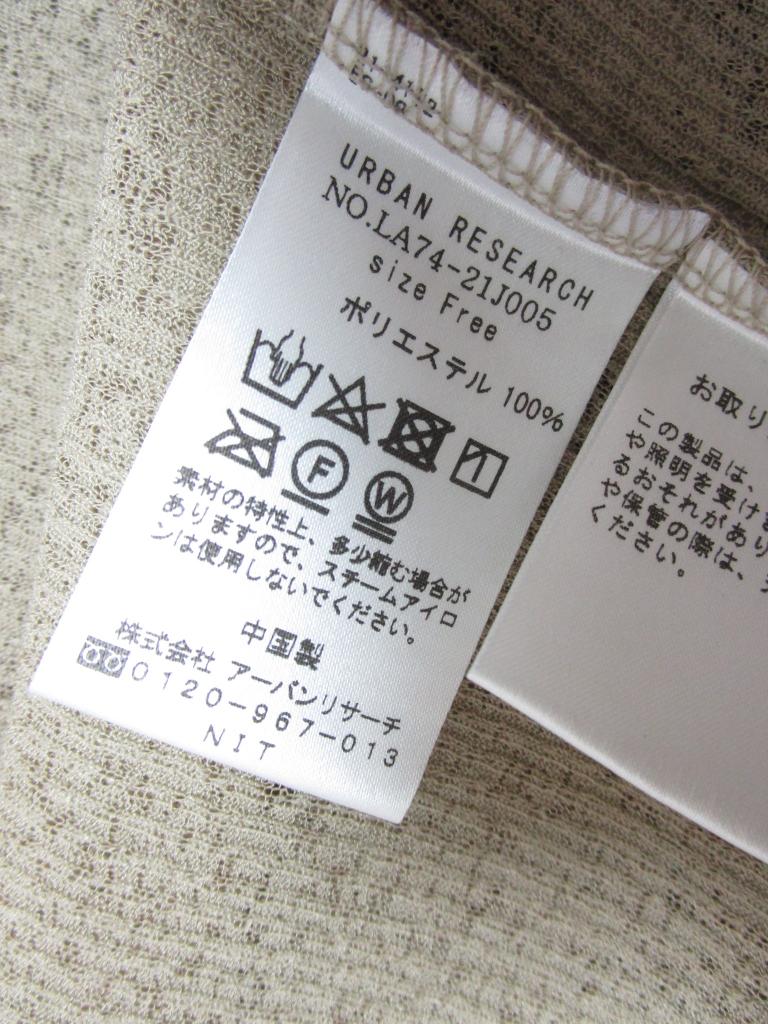 URBAN RESEARCH
NO.LA74-21J005
size Free
ポリエステル 100%
F
W
素材の特性上、多少縮む場合が
ありますので、スチームアイロ
ンは使用しないでください。
中国製
株式会社 アーバンリサーチ
0120-967-013
NIT
お取り
この製品は、
や照明を受け
るおそれがあり
や保管の際は、
ください。